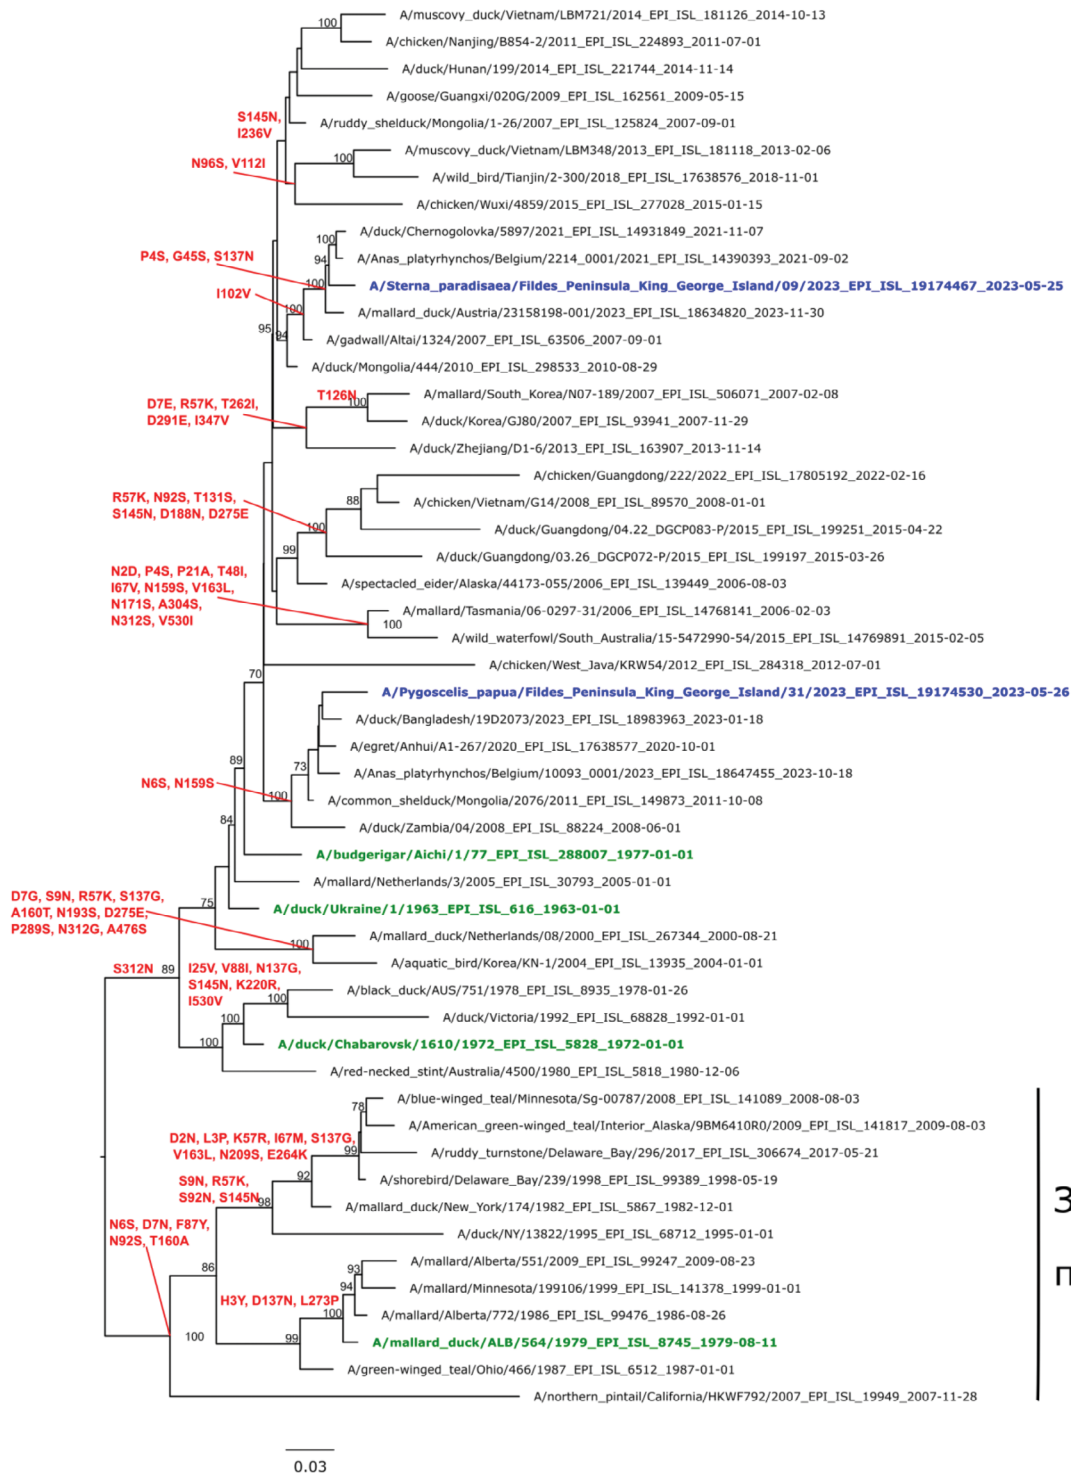 A/muscovy_duck/Vietnam/LBM721/2014_EPI_ISL_181126_2014-10-13
100
A/chicken/Nanjing/B854-2/2011_EPI_ISL_224893_2011-07-01
A/duck/Hunan/199/2014_EPI_ISL_221744_2014-11-14
A/goose/Guangxi/020G/2009_EPI_ISL_162561_2009-05-15
S145N,
I236V
A/ruddy_shelduck/Mongolia/1-26/2007_EPI_ISL_125824_2007-09-01
A/muscovy_duck/Vietnam/LBM348/2013_EPI_ISL_181118_2013-02-06
100
N96S, V112I
A/wild_bird/Tianjin/2-300/2018_EPI_ISL_17638576_2018-11-01
A/chicken/Wuxi/4859/2015_EPI_ISL_277028_2015-01-15
A/duck/Chernogolovka/5897/2021_EPI_ISL_14931849_2021-11-07
100
P4S, G45S, S137N
94
A/Anas_platyrhynchos/Belgium/2214_0001/2021_EPI_ISL_14390393_2021-09-02
100
A/Sterna_paradisaea/Fildes_Peninsula_King_George_Island/09/2023_EPI_ISL_19174467_2023-05-25
I102V
100
A/mallard_duck/Austria/23158198-001/2023_EPI_ISL_18634820_2023-11-30
95
94
A/gadwall/Altai/1324/2007_EPI_ISL_63506_2007-09-01
A/duck/Mongolia/444/2010_EPI_ISL_298533_2010-08-29
T126N
100
A/mallard/South_Korea/N07-189/2007_EPI_ISL_506071_2007-02-08
D7E, R57K, T262I,
D291E, I347V
A/duck/Korea/GJ80/2007_EPI_ISL_93941_2007-11-29
A/duck/Zhejiang/D1-6/2013_EPI_ISL_163907_2013-11-14
A/chicken/Guangdong/222/2022_EPI_ISL_17805192_2022-02-16
R57K, N92S, T131S,
S145N, D188N, D275E
88
A/chicken/Vietnam/G14/2008_EPI_ISL_89570_2008-01-01
100
A/duck/Guangdong/04.22_DGCP083-P/2015_EPI_ISL_199251_2015-04-22
99
A/duck/Guangdong/03.26_DGCP072-P/2015_EPI_ISL_199197_2015-03-26
N2D, P4S, P21A, T48I,
I67V, N159S, V163L,
N171S, A304S,
N312S, V530I
A/spectacled_eider/Alaska/44173-055/2006_EPI_ISL_139449_2006-08-03
A/mallard/Tasmania/06-0297-31/2006_EPI_ISL_14768141_2006-02-03
100
A/wild_waterfowl/South_Australia/15-5472990-54/2015_EPI_ISL_14769891_2015-02-05
A/chicken/West_Java/KRW54/2012_EPI_ISL_284318_2012-07-01
70
A/Pygoscelis_papua/Fildes_Peninsula_King_George_Island/31/2023_EPI_ISL_19174530_2023-05-26
A/duck/Bangladesh/19D2073/2023_EPI_ISL_18983963_2023-01-18
A/egret/Anhui/A1-267/2020_EPI_ISL_17638577_2020-10-01
89
73
A/Anas_platyrhynchos/Belgium/10093_0001/2023_EPI_ISL_18647455_2023-10-18
N6S, N159S
100
A/common_shelduck/Mongolia/2076/2011_EPI_ISL_149873_2011-10-08
84
A/duck/Zambia/04/2008_EPI_ISL_88224_2008-06-01
A/budgerigar/Aichi/1/77_EPI_ISL_288007_1977-01-01
A/mallard/Netherlands/3/2005_EPI_ISL_30793_2005-01-01
D7G, S9N, R57K, S137G,
A160T, N193S, D275E,
P289S, N312G, A476S
75
A/duck/Ukraine/1/1963_EPI_ISL_616_1963-01-01
A/mallard_duck/Netherlands/08/2000_EPI_ISL_267344_2000-08-21
100
A/aquatic_bird/Korea/KN-1/2004_EPI_ISL_13935_2004-01-01
S312N
89
I25V, V88I, N137G,
S145N, K220R,
I530V
A/black_duck/AUS/751/1978_EPI_ISL_8935_1978-01-26
100
A/duck/Victoria/1992_EPI_ISL_68828_1992-01-01
100
100
A/duck/Chabarovsk/1610/1972_EPI_ISL_5828_1972-01-01
A/red-necked_stint/Australia/4500/1980_EPI_ISL_5818_1980-12-06
A/blue-winged_teal/Minnesota/Sg-00787/2008_EPI_ISL_141089_2008-08-03
78
A/American_green-winged_teal/Interior_Alaska/9BM6410R0/2009_EPI_ISL_141817_2009-08-03
D2N, L3P, K57R, I67M, S137G,
V163L, N209S, E264K
99
A/ruddy_turnstone/Delaware_Bay/296/2017_EPI_ISL_306674_2017-05-21
92
A/shorebird/Delaware_Bay/239/1998_EPI_ISL_99389_1998-05-19
S9N, R57K,
S92N, S145N
98
A/mallard_duck/New_York/174/1982_EPI_ISL_5867_1982-12-01
З
N6S, D7N, F87Y,
N92S, T160A
A/duck/NY/13822/1995_EPI_ISL_68712_1995-01-01
86
A/mallard/Alberta/551/2009_EPI_ISL_99247_2009-08-23
93
п
94
A/mallard/Minnesota/199106/1999_EPI_ISL_141378_1999-01-01
H3Y, D137N, L273P
100
A/mallard/Alberta/772/1986_EPI_ISL_99476_1986-08-26
100
99
A/mallard_duck/ALB/564/1979_EPI_ISL_8745_1979-08-11
A/green-winged_teal/Ohio/466/1987_EPI_ISL_6512_1987-01-01
A/northern_pintail/California/HKWF792/2007_EPI_ISL_19949_2007-11-28
0.03